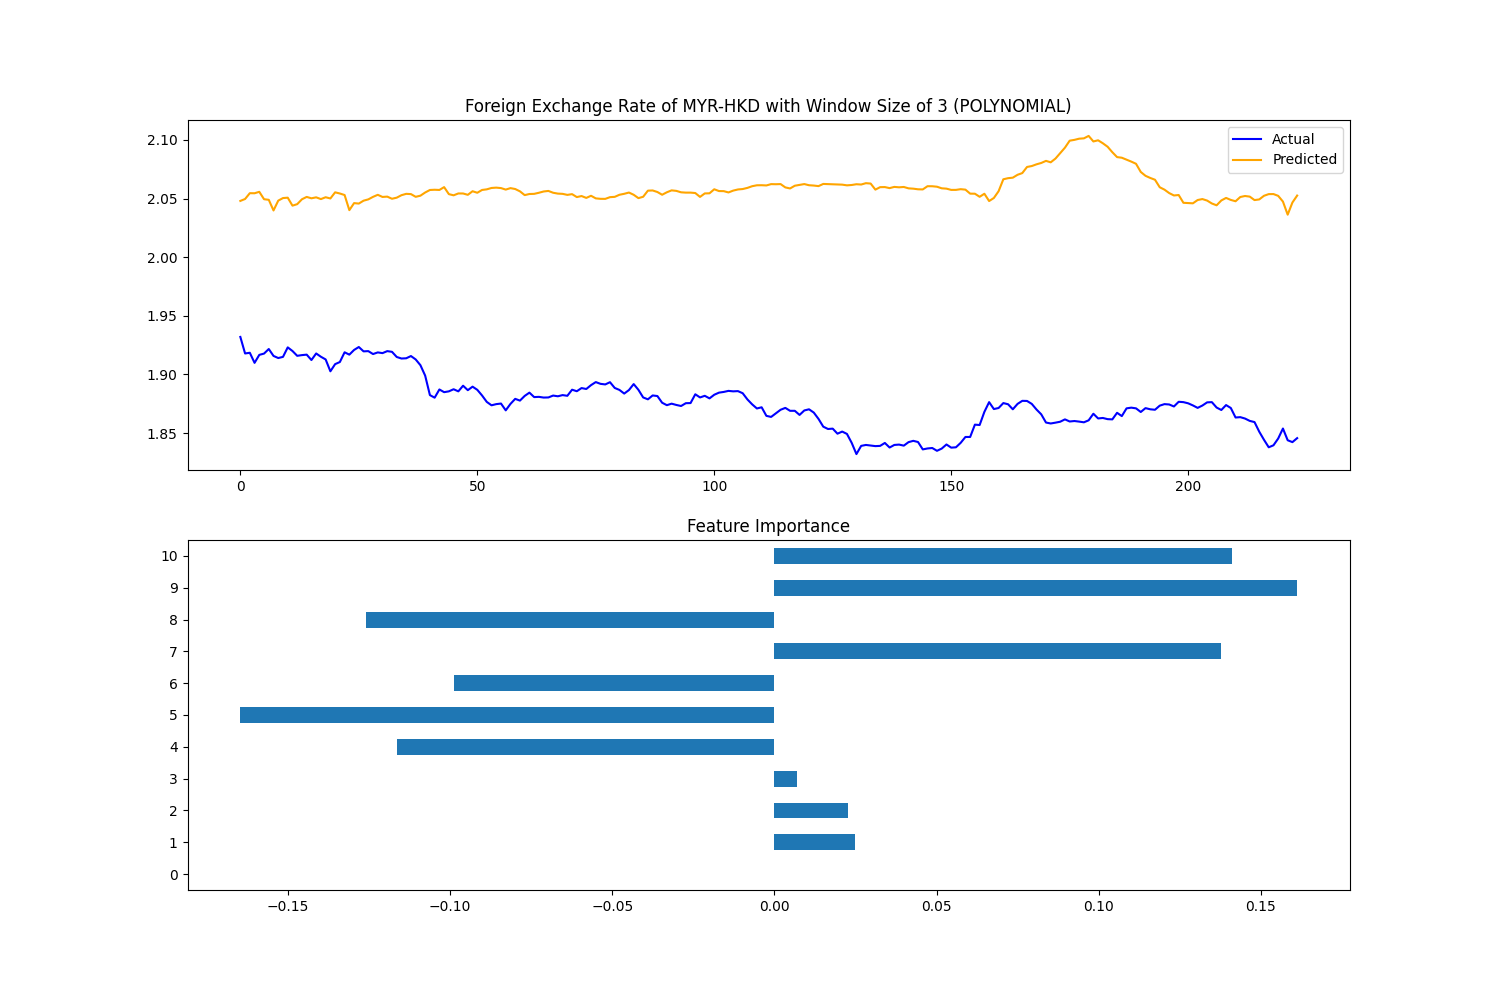 Foreign Exchange Rate of MYR-HKD with Window Size of 3 (POLYNOMIAL)
Actual
Predicted
2.10
2.05
2.00
1.95
1.90
1.85
0 50 100 150 200
Feature Importance
10
9
8
7
6
5
4
3
2
1
0
−0.15 −0.10 −0.05 0.00 0.05 0.10 0.15